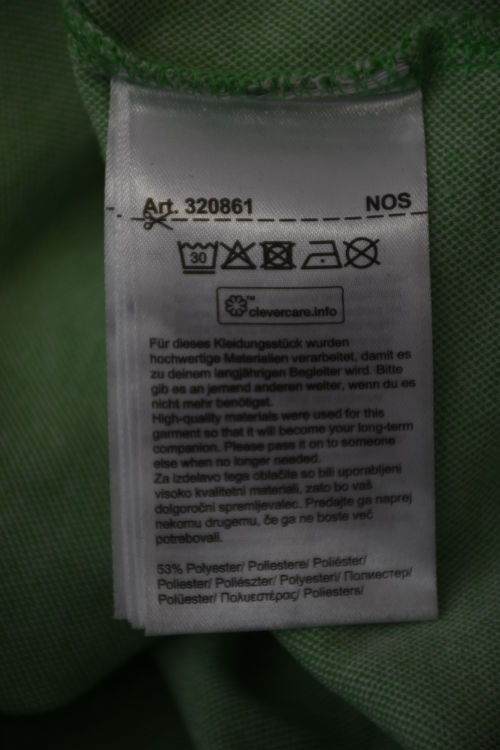 Art. 320861 NOS
30
clevercare.info
Für dieses Kleidungsstück wurden
hochwertige Materialien verarbeitet, damit es
zu deinem langjährigen Begleiter wird. Bitte
gib es an jemand anderen weiter, wenn du es
nicht mehr benötigst.
High-quality materials were used for this
garment so that it will become your long-term
companion. Please pass it on to someone
else when no longer needed.
Za izdelavo tega oblačila so bili uporabljeni
visoko kvalitetni materiali, zato bo vaš
dolgoročni spremljevalec. Predajte ga naprej
nekomu drugemu, če ga ne boste več
potrebovali.
53% Polyester/ Poliestere/ Poliéster/
Poliester/ Poliészter/ Polyesteri/ Полиестер/
Polüester/ Πολυεστέρας/ Poliesters/